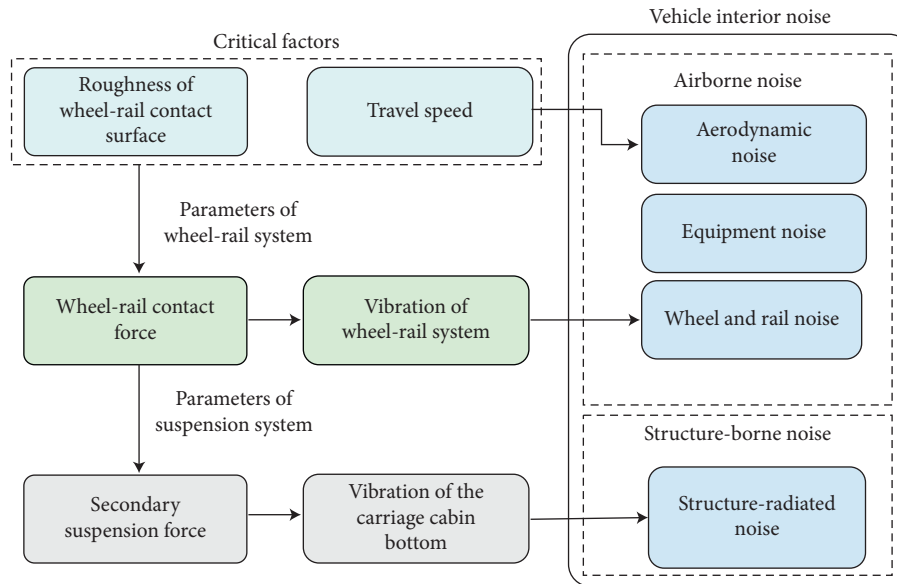 Vehicle interior noise
Critical factors
Roughness of
wheel-rail contact
surface
Travel speed
Airborne noise
Aerodynamic
noise
Equipment noise
Parameters of
wheel-rail system
Wheel-rail contact
force
Vibration of
wheel-rail system
Wheel and rail noise
Parameters of
suspension system
Structure-borne noise
Secondary
suspension force
Vibration of the
carriage cabin
bottom
Structure-radiated
noise